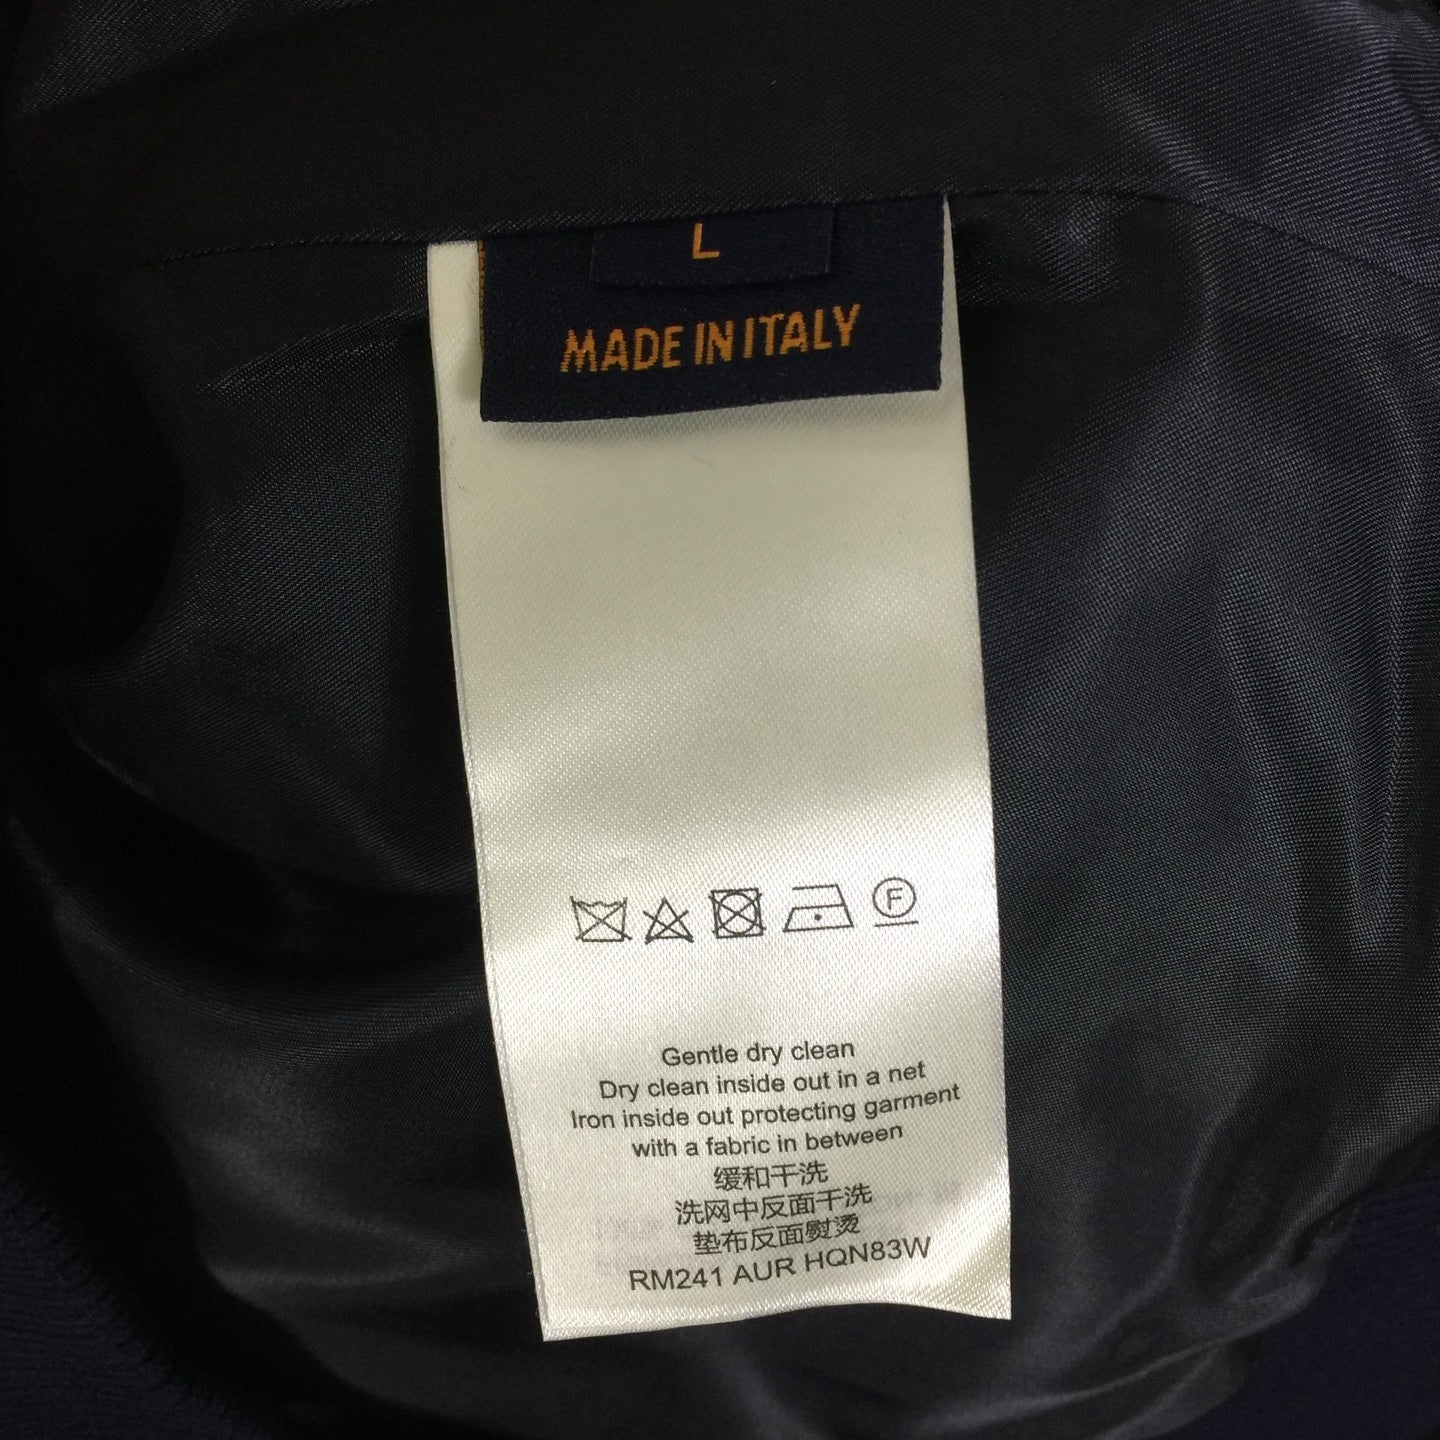 L
MADE IN ITALY
F
Gentle dry clean
Dry clean inside out in a net
Iron inside out protecting garment
with a fabric in between
缓和干洗
洗网中反面干洗
垫布反面熨烫
RM241 AUR HQN83W